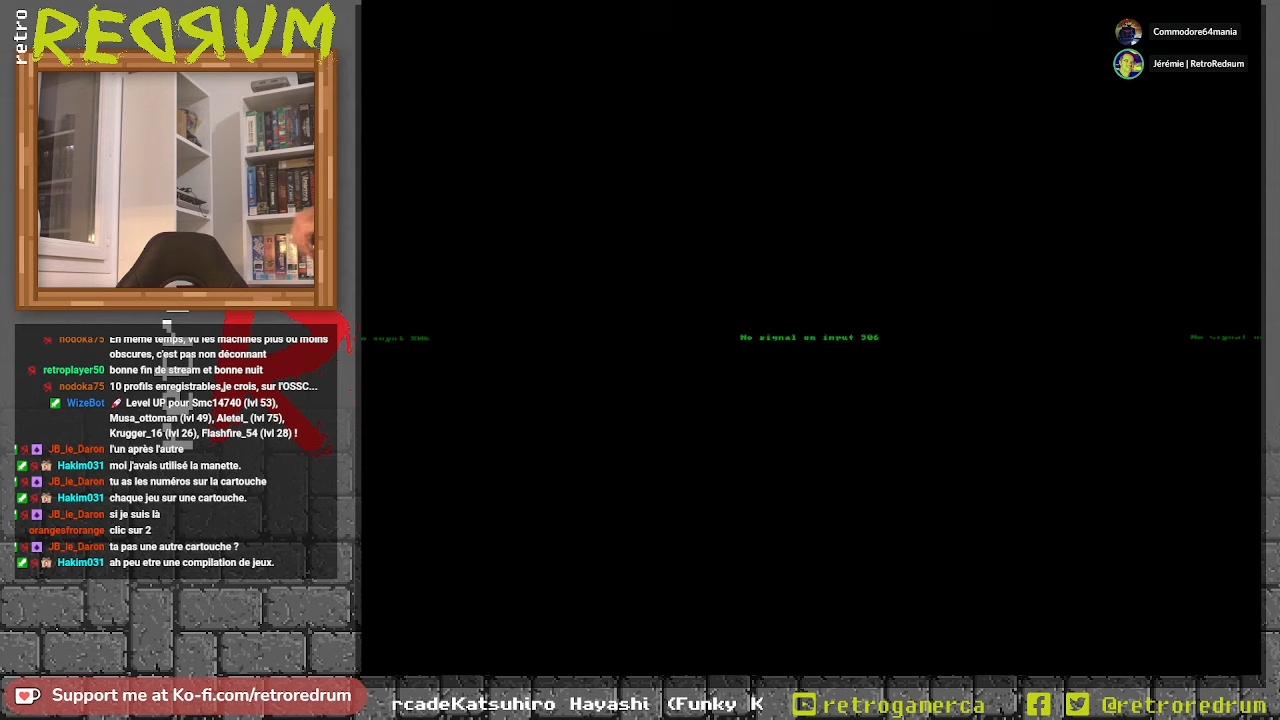 retro
REDRUM
Commodore64mania
Jérémie | RetroRedяum
No signal on input 906
nodoka75 En même temps, vu les machines plus ou moins
obscures, c'est pas non déconnant
retroplayer50 bonne fin de stream et bonne nuit
nodoka75 10 profils enregistrables,je crois, sur l'OSSC...
WizeBot 🚀 Level UP pour Smc14740 (lvl 53),
Musa_ottoman (lvl 49), Aletel_ (lvl 75),
Krugger_16 (lvl 26), Flashfire_54 (lvl 28) !
JB_le_Daron l'un après l'autre
Hakim031 moi j'avais utilisé la manette.
JB_le_Daron tu as les numéros sur la cartouche
Hakim031 chaque jeu sur une cartouche.
JB_le_Daron si je suis là
orangesfrorange clic sur 2
JB_le_Daron ta pas une autre cartouche ?
Hakim031 ah peu etre une compilation de jeux.
Support me at Ko-fi.com/retroredrum
rcadeKatsuhiro Hayashi (Funky K
retrogamerca
@retroredrum